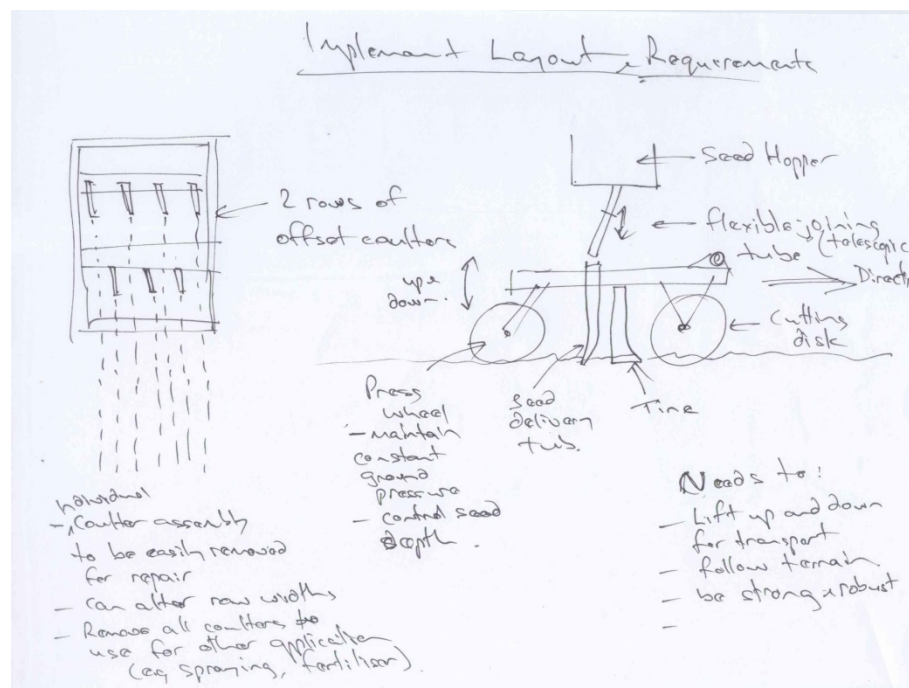 Implement Layout, Requirements
2 rows of
offset coulters
up &
down.
Seed Hopper
flexible joining
(telescopic
tube
Direct
Cutting
disk
Tine
Seed
delivery
tub.
Press
wheel
- maintain
constant
ground
pressure
- control seed
depth.
Individual
- Coulter assembly
to be easily removed
for repair
- Can alter row widths
- Remove all coulters to
use for other application
(eg spraying, fertiliser).
Needs to:
- Lift up and down
for transport
- follow terrain.
- be strong & robust
-